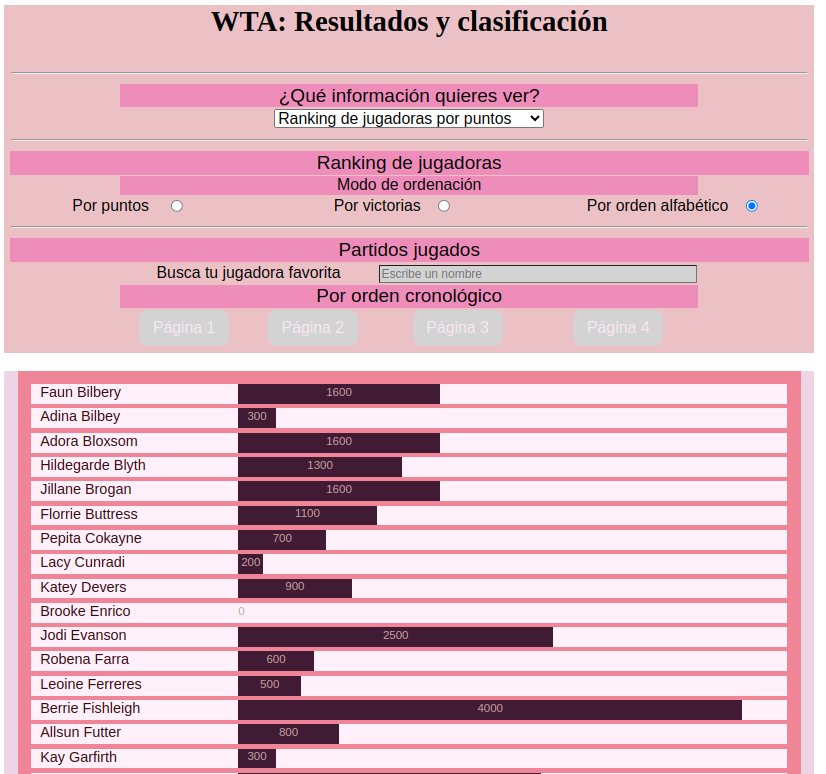 WTA: Resultados y clasificación
¿Qué información quieres ver?
Ranking de jugadoras por puntos
Ranking de jugadoras
Modo de ordenación
Por puntos Por victorias Por orden alfabético
Partidos jugados
Busca tu jugadora favorita Escribe un nombre
Por orden cronológico
Página 1 Página 2 Página 3 Página 4
Faun Bilbery 1600
Adina Bilbey 300
Adora Bloxsom 1600
Hildegarde Blyth 1300
Jillane Brogan 1600
Florrie Buttress 1100
Pepita Cokayne 700
Lacy Cunradi 200
Katey Devers 900
Brooke Enrico 0
Jodi Evanson 2500
Robena Farra 600
Leoine Ferreres 500
Berrie Fishleigh 4000
Allsun Futter 800
Kay Garfirth 300